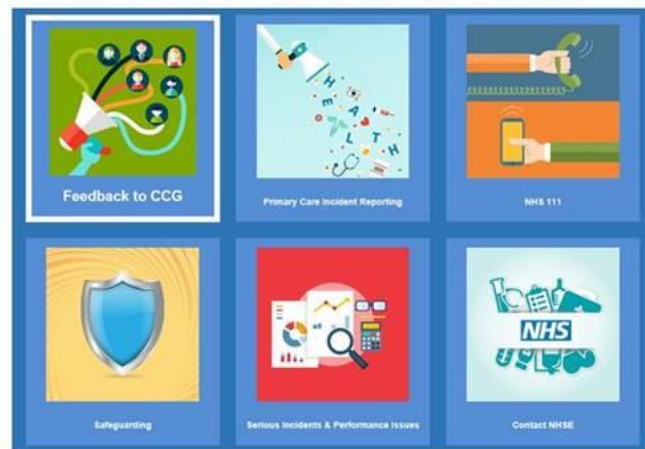 H
E
A
L
T
H
Feedback to CCG
Primary Care Incident Reporting
NHS 111
NHS
Safeguarding
Serious Incidents & Performance Issues
Contact NHSE